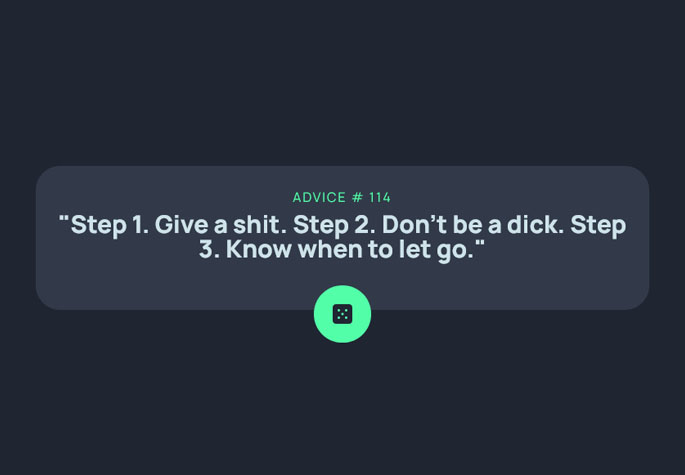 ADVICE # 114
"Step 1. Give a shit. Step 2. Don't be a dick. Step
3. Know when to let go."